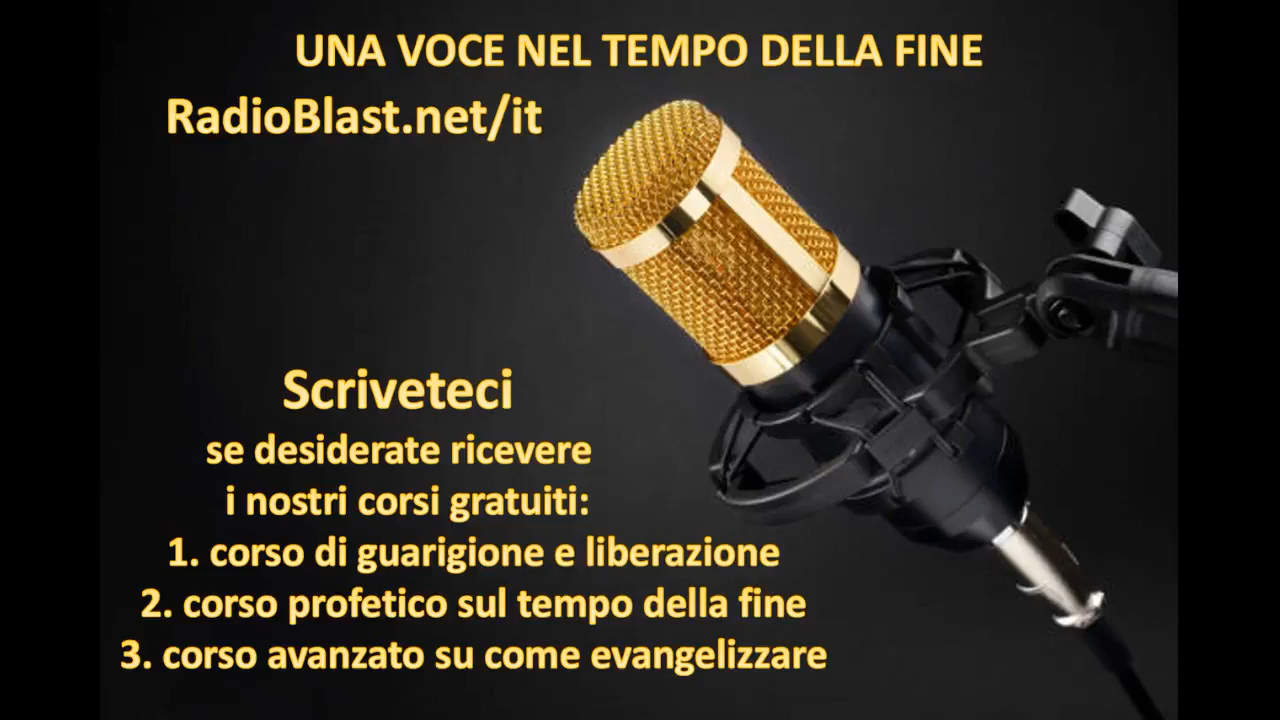 UNA VOCE NEL TEMPO DELLA FINE
RadioBlast.net/it
Scriveteci
se desiderate ricevere
i nostri corsi gratuiti:
1. corso di guarigione e liberazione
2. corso profetico sul tempo della fine
3. corso avanzato su come evangelizzare